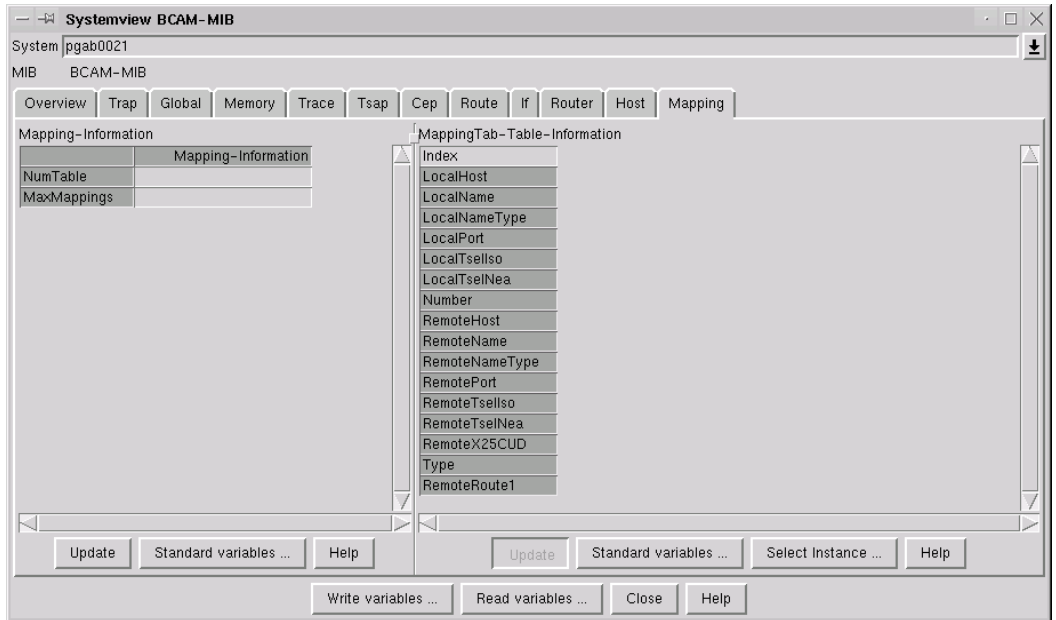 Systemview BCAM-MIB
System pgab0021
MIB BCAM-MIB
Overview Trap Global Memory Trace Tsap Cep Route If Router Host Mapping
Mapping-Information
Mapping-Information
NumTable
MaxMappings
Update Standard variables ... Help
MappingTab-Table-Information
Index
LocalHost
LocalName
LocalNameType
LocalPort
LocalTselIso
LocalTselNea
Number
RemoteHost
RemoteName
RemoteNameType
RemotePort
RemoteTselIso
RemoteTselNea
RemoteX25CUD
Type
RemoteRoute1
Update Standard variables ... Select Instance ... Help
Write variables ... Read variables ... Close Help